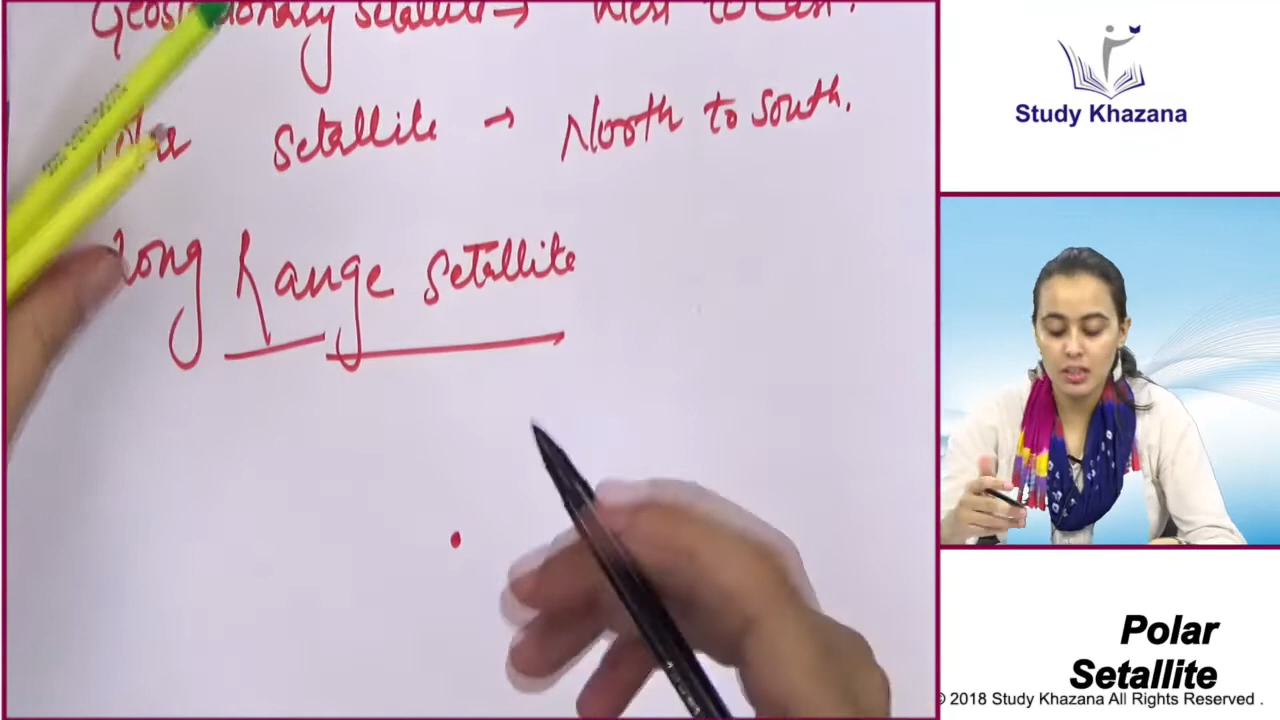 Geostationary Setallite → West to East.
Polar Setallite → North to South.
Long Range Setallite
Study Khazana
Polar
Setallite
© 2018 Study Khazana All Rights Reserved .